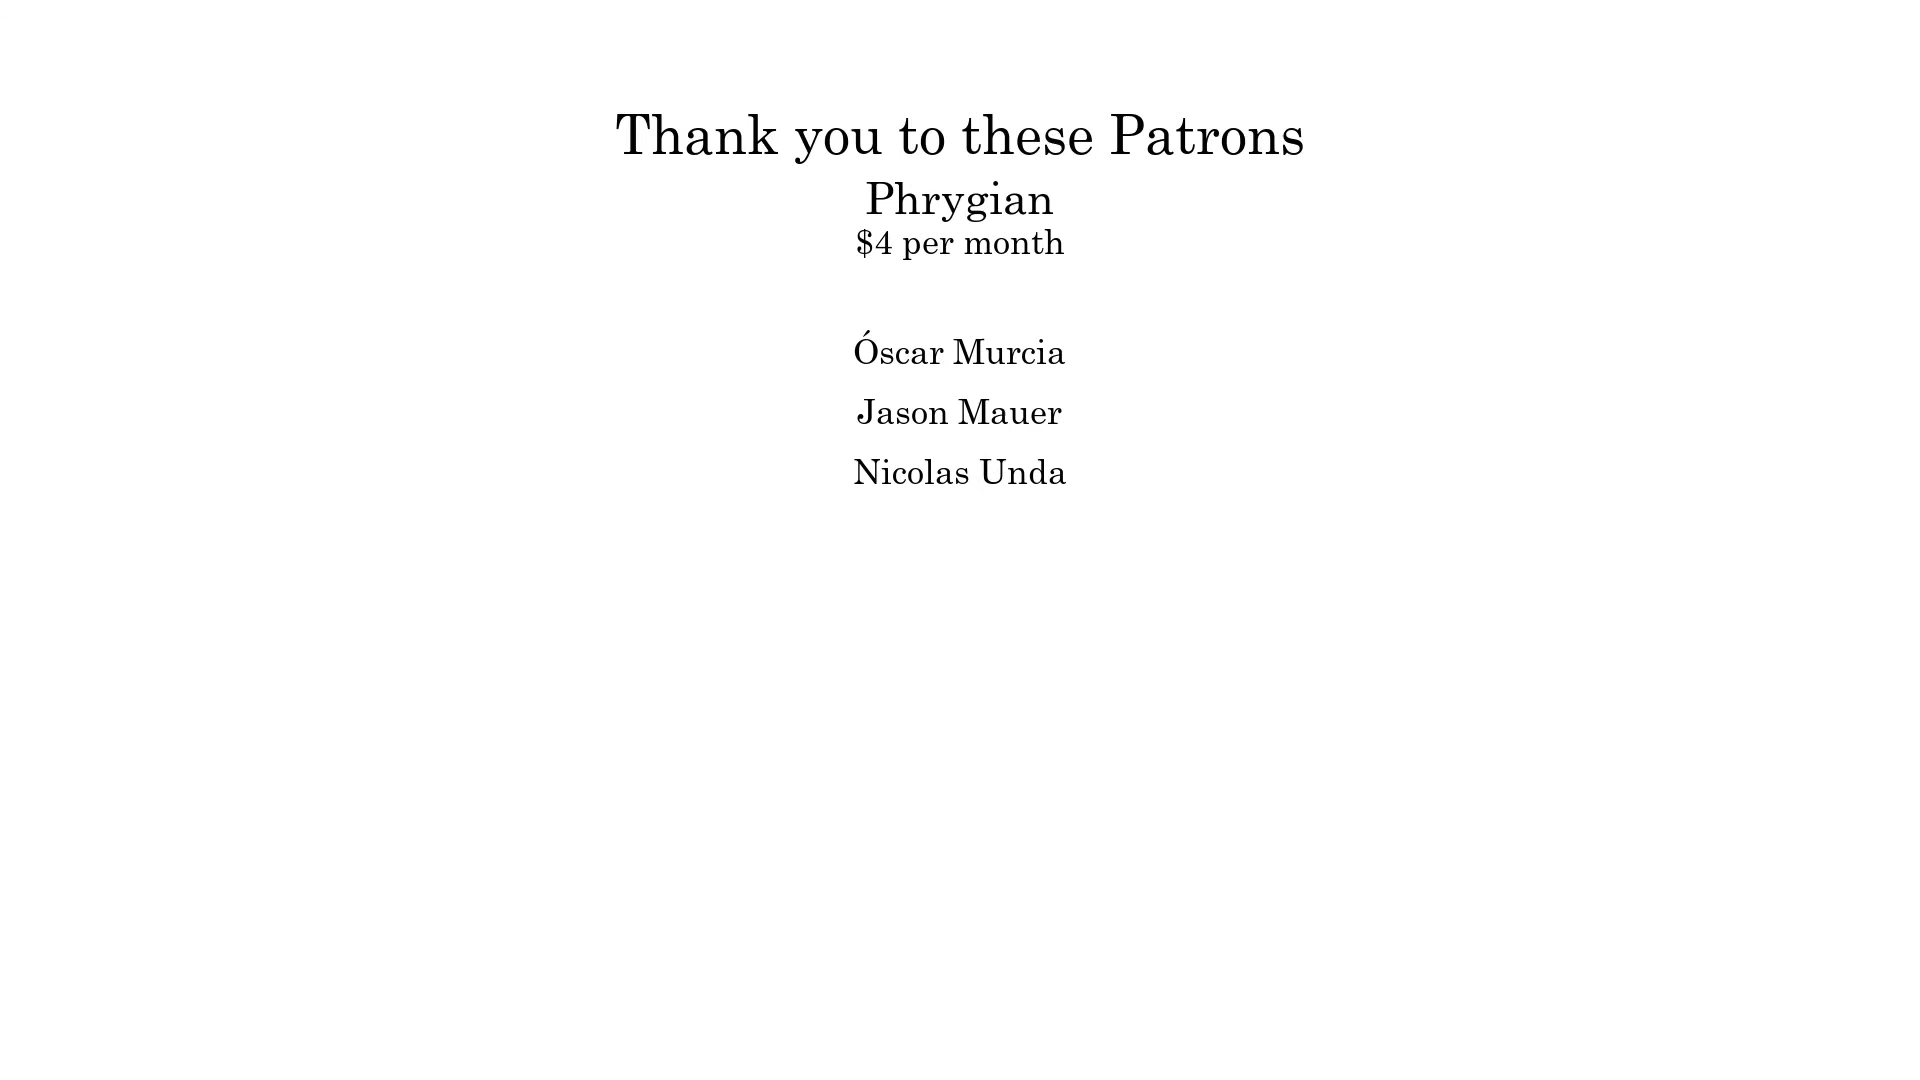 Thank you to these Patrons
Phrygian
$4 per month
Óscar Murcia
Jason Mauer
Nicolas Unda